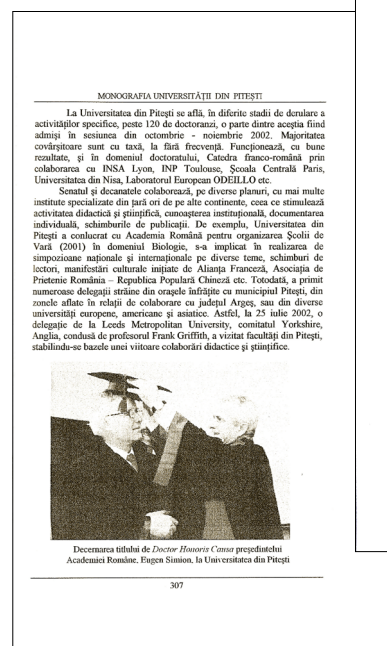 MONOGRAFIA UNIVERSITĂŢII DIN PITEŞTI
La Universitatea din Piteşti se află, în diferite stadii de derulare a
activităţilor specifice, peste 120 de doctoranzi, o parte dintre aceştia fiind
admişi în sesiunea din octombrie - noiembrie 2002. Majoritatea
covârşitoare sunt cu taxă, la fără frecvenţă. Funcţionează, cu bune
rezultate, şi în domeniul doctoratului, Catedra franco-română prin
colaborarea cu INSA Lyon, INP Toulouse, Şcoala Centrală Paris,
Universitatea din Nisa, Laboratorul European ODEILLO etc.
Senatul şi decanatele colaborează, pe diverse planuri, cu mai multe
institute specializate din ţară ori de pe alte continente, ceea ce stimulează
activitatea didactică şi ştiinţifică, cunoaşterea instituţională, documentarea
individuală, schimburile de publicaţii. De exemplu, Universitatea din
Piteşti a conlucrat cu Academia Română pentru organizarea Şcolii de
Vară (2001) în domeniul Biologie, s-a implicat în realizarea de
simpozioane naţionale şi internaţionale pe diverse teme, schimburi de
lectori, manifestări culturale iniţiate de Alianţa Franceză, Asociaţia de
Prietenie România – Republica Populară Chineză etc. Totodată, a primit
numeroase delegaţii străine din oraşele înfrăţite cu municipiul Piteşti, din
zonele aflate în relaţii de colaborare cu judeţul Argeş, sau din diverse
universităţi europene, americane şi asiatice. Astfel, la 25 iulie 2002, o
delegaţie de la Leeds Metropolitan University, comitatul Yorkshire,
Anglia, condusă de profesorul Frank Griffith, a vizitat facultăţi din Piteşti,
stabilindu-se bazele unei viitoare colaborări didactice şi ştiinţifice.
Decernarea titlului de Doctor Honoris Causa preşedintelui
Academiei Române, Eugen Simion, la Universitatea din Piteşti
307